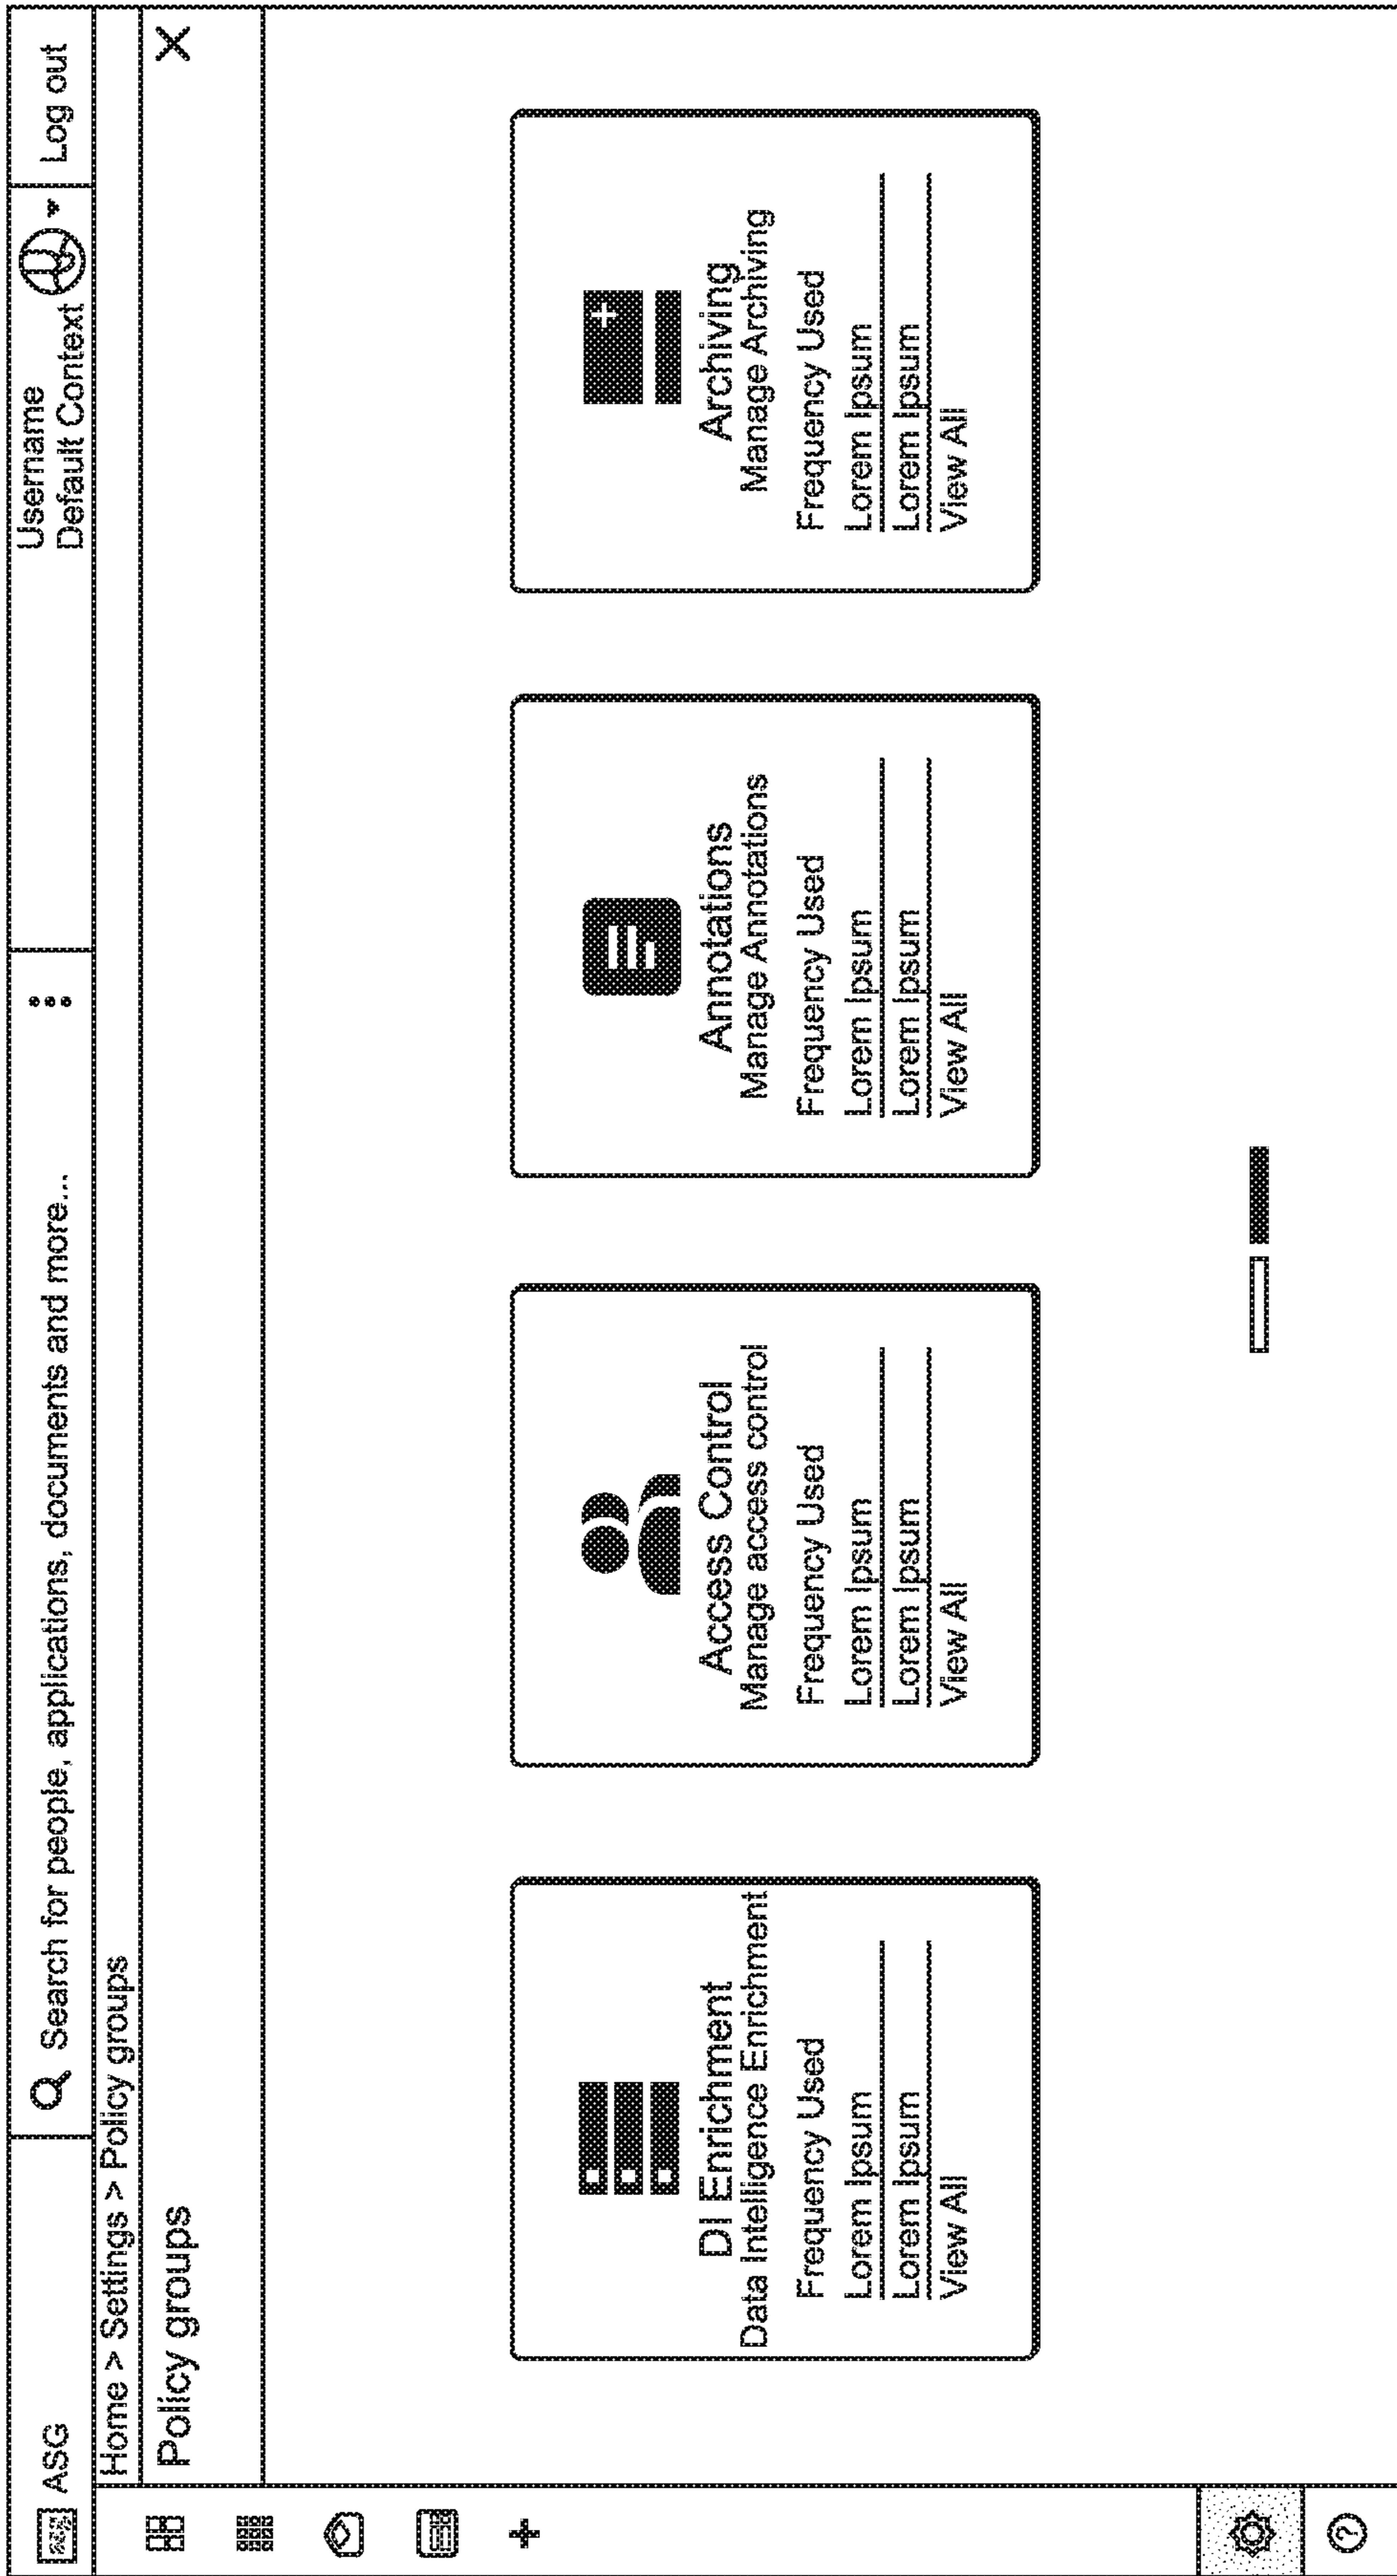 ASG
Search for people, applications, documents and more...
Username
Default Context
Log out
Home > Settings > Policy groups
Policy groups
DI Enrichment
Data Intelligence Enrichment
Frequency Used
Lorem Ipsum
Lorem Ipsum
View All
Access Control
Manage access control
Frequency Used
Lorem Ipsum
Lorem Ipsum
View All
Annotations
Manage Annotations
Frequency Used
Lorem Ipsum
Lorem Ipsum
View All
Archiving
Manage Archiving
Frequency Used
Lorem Ipsum
Lorem Ipsum
View All